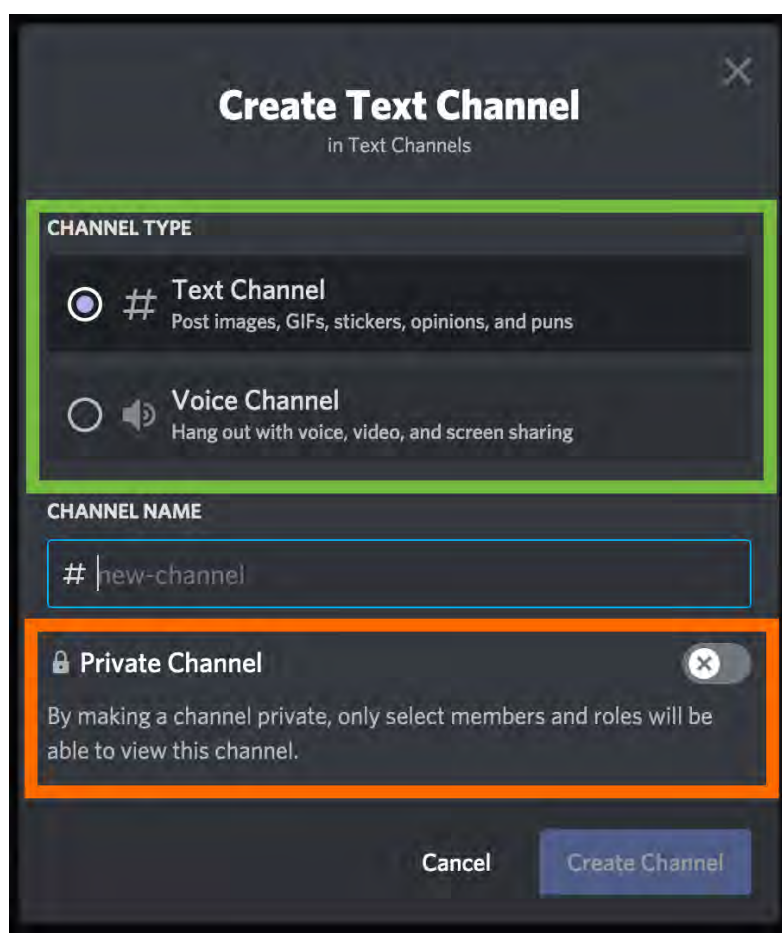 Create Text Channel
in Text Channels
CHANNEL TYPE
# Text Channel
Post images, GIFs, stickers, opinions, and puns
Voice Channel
Hang out with voice, video, and screen sharing
CHANNEL NAME
# new-channel
Private Channel
By making a channel private, only select members and roles will be
able to view this channel.
Cancel
Create Channel